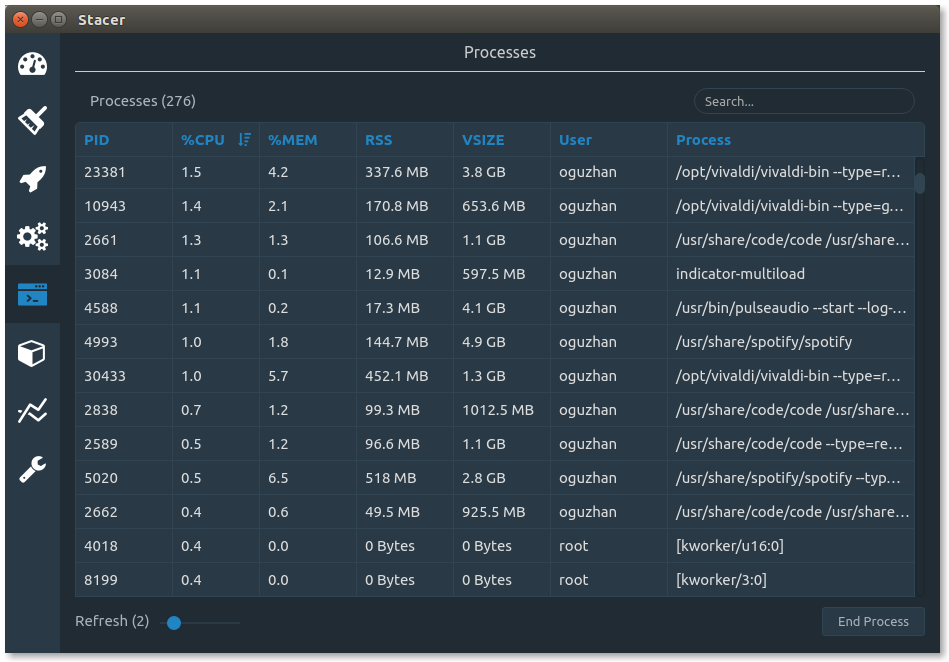 Stacer
Processes
Processes (276)
Search...
PID %CPU %MEM RSS VSIZE User Process
23381 1.5 4.2 337.6 MB 3.8 GB oguzhan /opt/vivaldi/vivaldi-bin --type=r...
10943 1.4 2.1 170.8 MB 653.6 MB oguzhan /opt/vivaldi/vivaldi-bin --type=g...
2661 1.3 1.3 106.6 MB 1.1 GB oguzhan /usr/share/code/code /usr/share...
3084 1.1 0.1 12.9 MB 597.5 MB oguzhan indicator-multiload
4588 1.1 0.2 17.3 MB 4.1 GB oguzhan /usr/bin/pulseaudio --start --log-...
4993 1.0 1.8 144.7 MB 4.9 GB oguzhan /usr/share/spotify/spotify
30433 1.0 5.7 452.1 MB 1.3 GB oguzhan /opt/vivaldi/vivaldi-bin --type=r...
2838 0.7 1.2 99.3 MB 1012.5 MB oguzhan /usr/share/code/code /usr/share...
2589 0.5 1.2 96.6 MB 1.1 GB oguzhan /usr/share/code/code --type=re...
5020 0.5 6.5 518 MB 2.8 GB oguzhan /usr/share/spotify/spotify --typ...
2662 0.4 0.6 49.5 MB 925.5 MB oguzhan /usr/share/code/code /usr/share...
4018 0.4 0.0 0 Bytes 0 Bytes root [kworker/u16:0]
8199 0.4 0.0 0 Bytes 0 Bytes root [kworker/3:0]
Refresh (2)
End Process